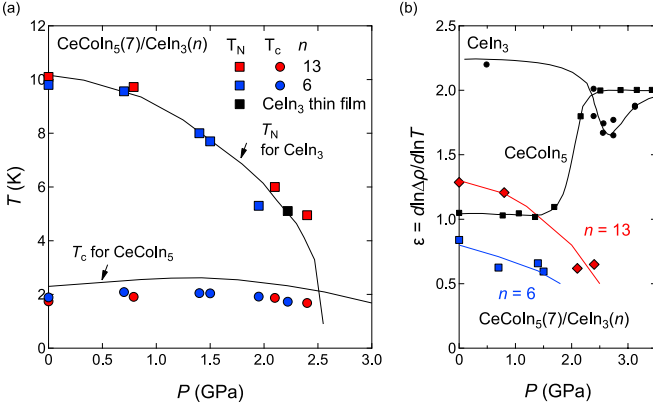 (a)
CeCoIn5(7)/CeIn3(n)
TN Tc n
13
6
CeIn3 thin film
TN
for CeIn3
Tc for CeCoIn5
12
10
8
6
4
2
0
T (K)
0.0 0.5 1.0 1.5 2.0 2.5 3.0
P (GPa)
(b)
CeIn3
CeCoIn5
n = 13
n = 6
CeCoIn5(7)/CeIn3(n)
2.5
2.0
1.5
1.0
0.5
0.0
ε = dlnΔρ/dlnT
0 1 2 3
P (GPa)